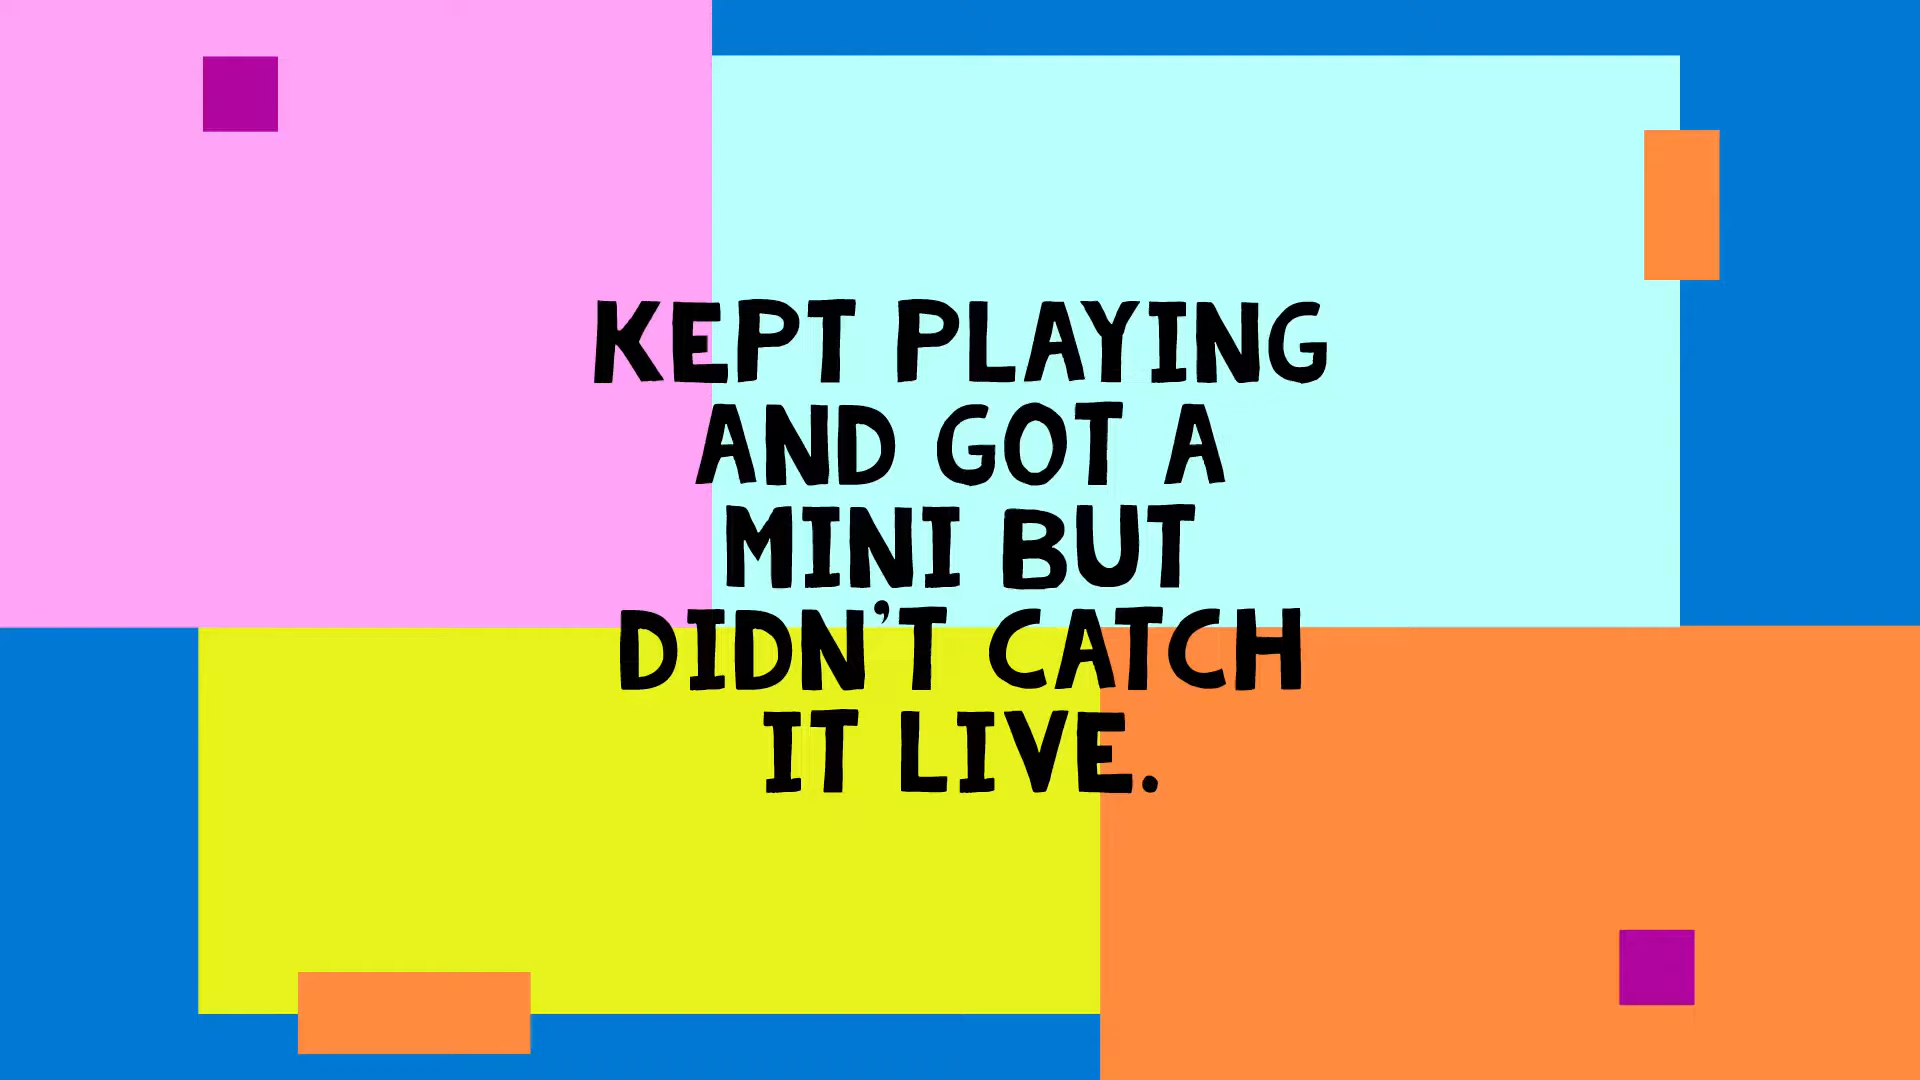 KEPT PLAYING
AND GOT A
MINI BUT
DIDN'T CATCH
IT LIVE.